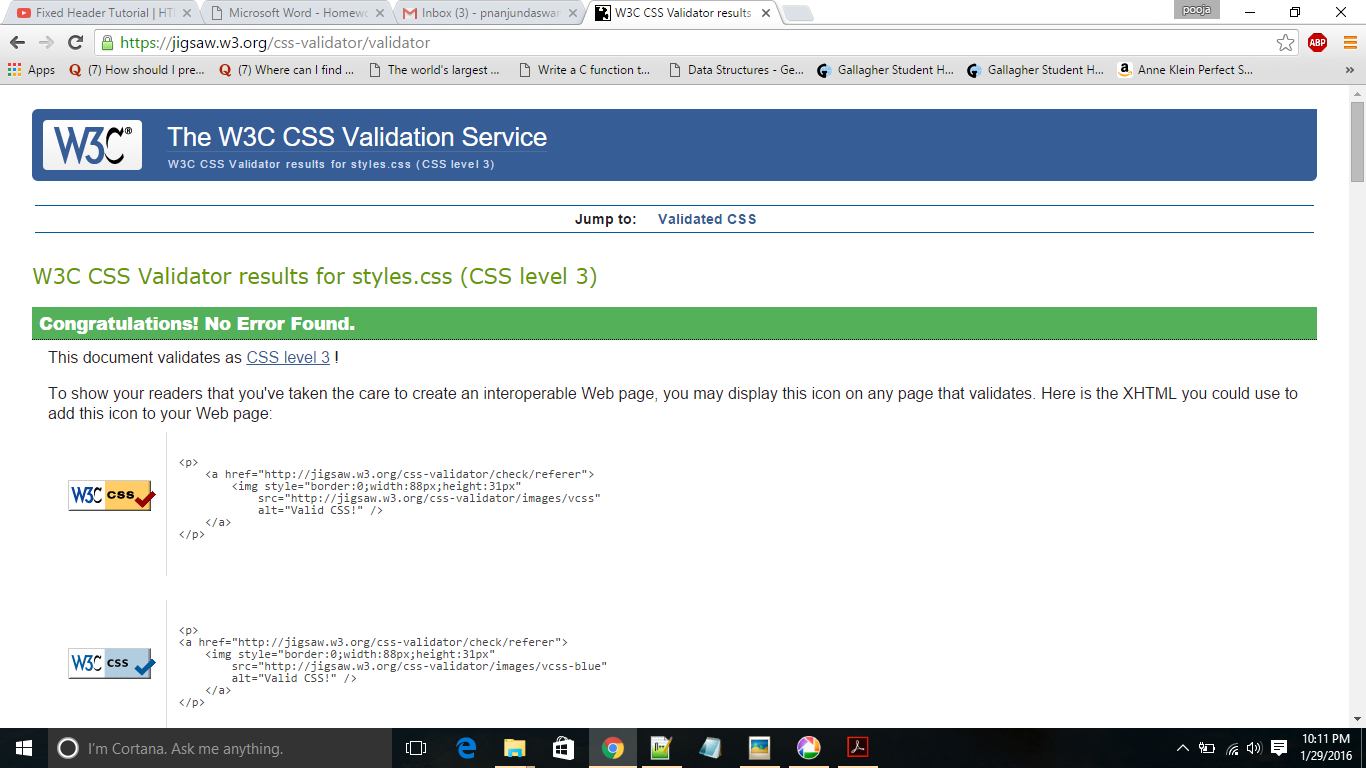 Fixed Header Tutorial | HT
Microsoft Word - Homewo
Inbox (3) - pnanjundaswa
W3C CSS Validator results
pooja
https://jigsaw.w3.org/css-validator/validator
ABP
Apps
(7) How should I pre...
(7) Where can I find ...
The world's largest ...
Write a C function t...
Data Structures - Ge...
Gallagher Student H...
Gallagher Student H...
Anne Klein Perfect S...
»
W3C®
The W3C CSS Validation Service
W3C CSS Validator results for styles.css (CSS level 3)
Jump to: Validated CSS
W3C CSS Validator results for styles.css (CSS level 3)
Congratulations! No Error Found.
This document validates as CSS level 3 !
To show your readers that you've taken the care to create an interoperable Web page, you may display this icon on any page that validates. Here is the XHTML you could use to
add this icon to your Web page:
W3C CSS
<p>
<a href="http://jigsaw.w3.org/css-validator/check/referer">
<img style="border:0;width:88px;height:31px"
src="http://jigsaw.w3.org/css-validator/images/vcss"
alt="Valid CSS!" />
</a>
</p>
W3C CSS
<p>
<a href="http://jigsaw.w3.org/css-validator/check/referer">
<img style="border:0;width:88px;height:31px"
src="http://jigsaw.w3.org/css-validator/images/vcss-blue"
alt="Valid CSS!" />
</a>
</p>
I'm Cortana. Ask me anything.
10:11 PM
1/29/2016